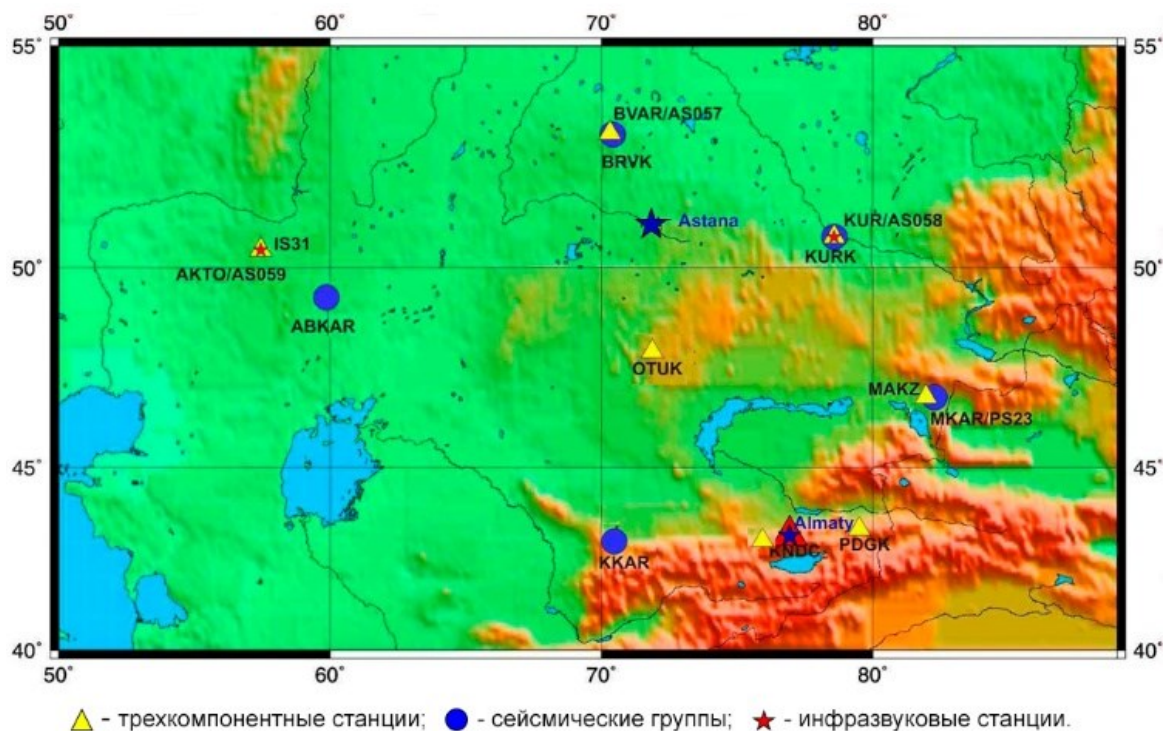 50° 60° 70° 80°
55° 55°
BVAR/AS057
BRVK
Astana
KUR/AS058
KURK
IS31
50° 50°
AKTO/AS059
ABKAR
OTUK
MAKZ
MKAR/PS23
45° 45°
Almaty
KNDC
PDGK
KKAR
40° 40°
50° 60° 70° 80°
- трехкомпонентные станции; - сейсмические группы; - инфразвуковые станции.